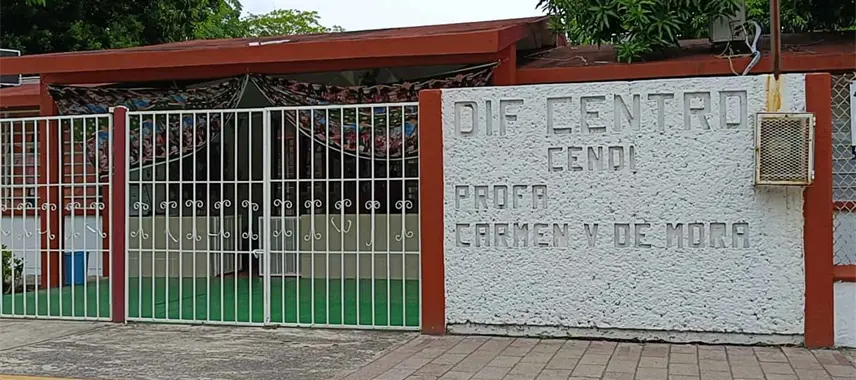 DIF CENTRO
CENDI
PROFA
CARMEN V DE MORA